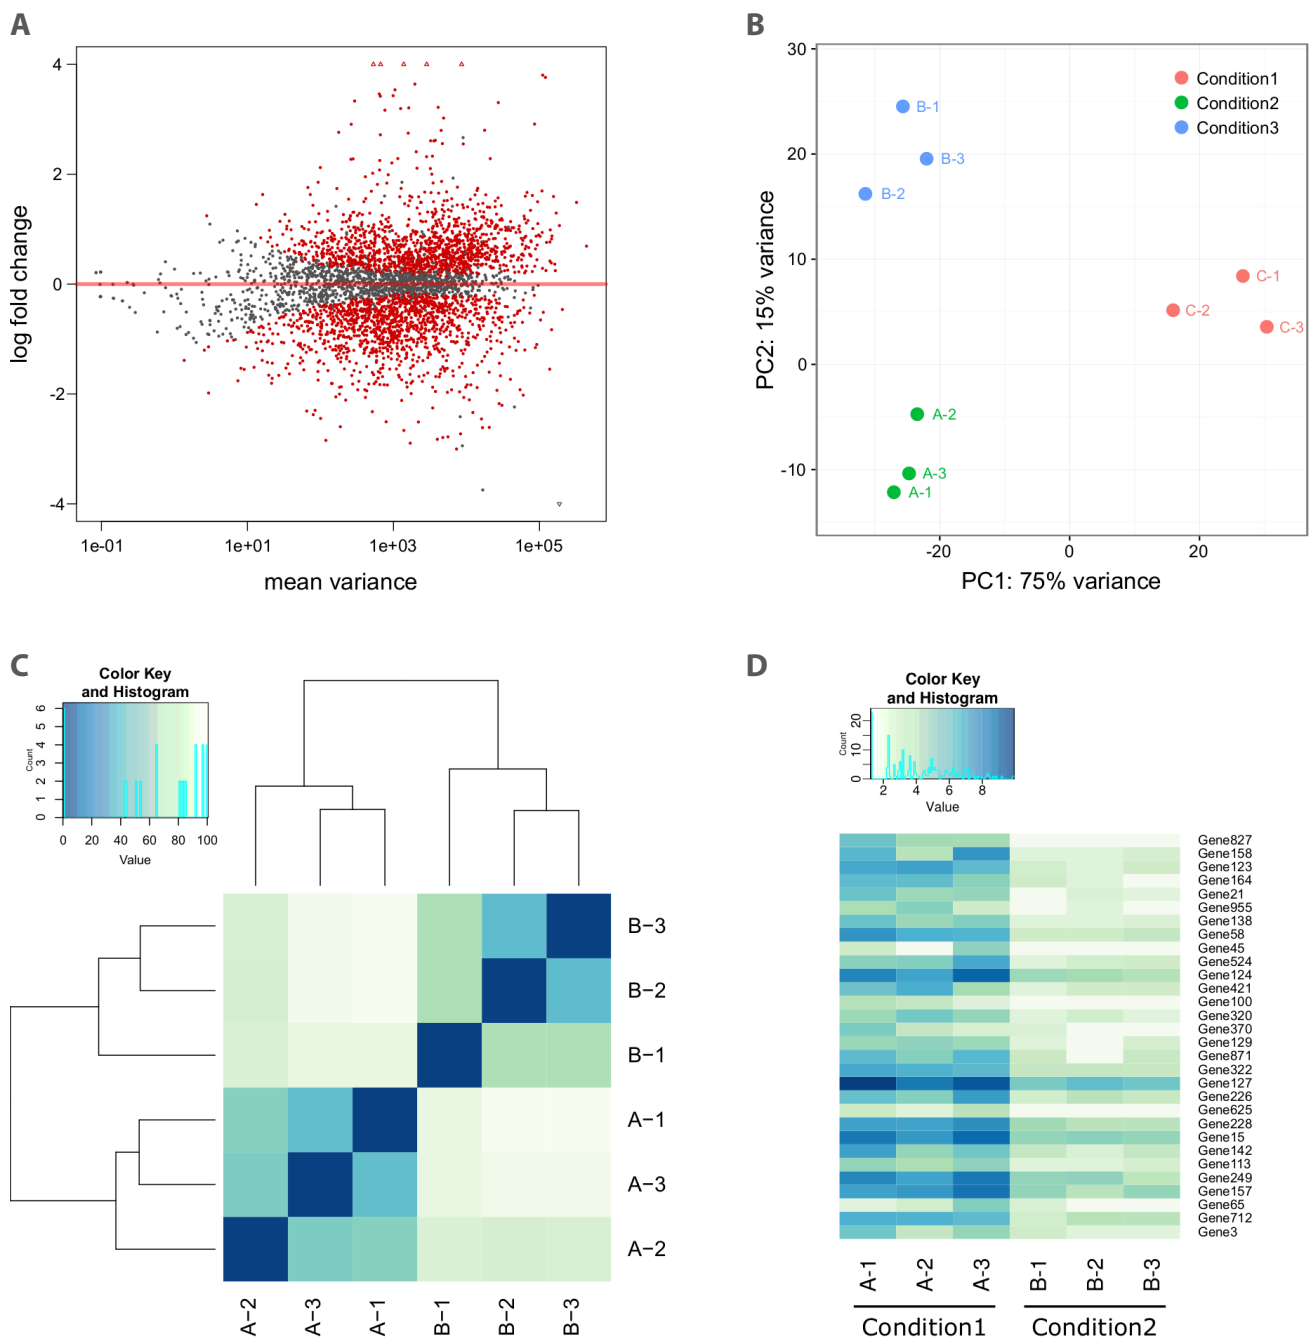 A
4
2
0
-2
-4
log fold change
1e-01 1e+01 1e+03 1e+05
mean variance
B
30
20
10
0
-10
PC2: 15% variance
-20 0 20
PC1: 75% variance
Condition1
Condition2
Condition3
B-1
B-3
B-2
C-1
C-2
C-3
A-2
A-3
A-1
C
Color Key
and Histogram
Count
0 1 2 3 4 5 6
0 20 40 60 80 100
Value
B−3
B−2
B−1
A−1
A−3
A−2
A−2 A−3 A−1 B−1 B−2 B−3
D
Color Key
and Histogram
Count
0 10 20
2 4 6 8
Value
Gene827
Gene158
Gene123
Gene164
Gene21
Gene955
Gene138
Gene58
Gene45
Gene524
Gene124
Gene421
Gene100
Gene320
Gene370
Gene129
Gene871
Gene322
Gene127
Gene226
Gene625
Gene228
Gene15
Gene142
Gene113
Gene249
Gene157
Gene65
Gene712
Gene3
A-1 A-2 A-3 B-1 B-2 B-3
Condition1 Condition2